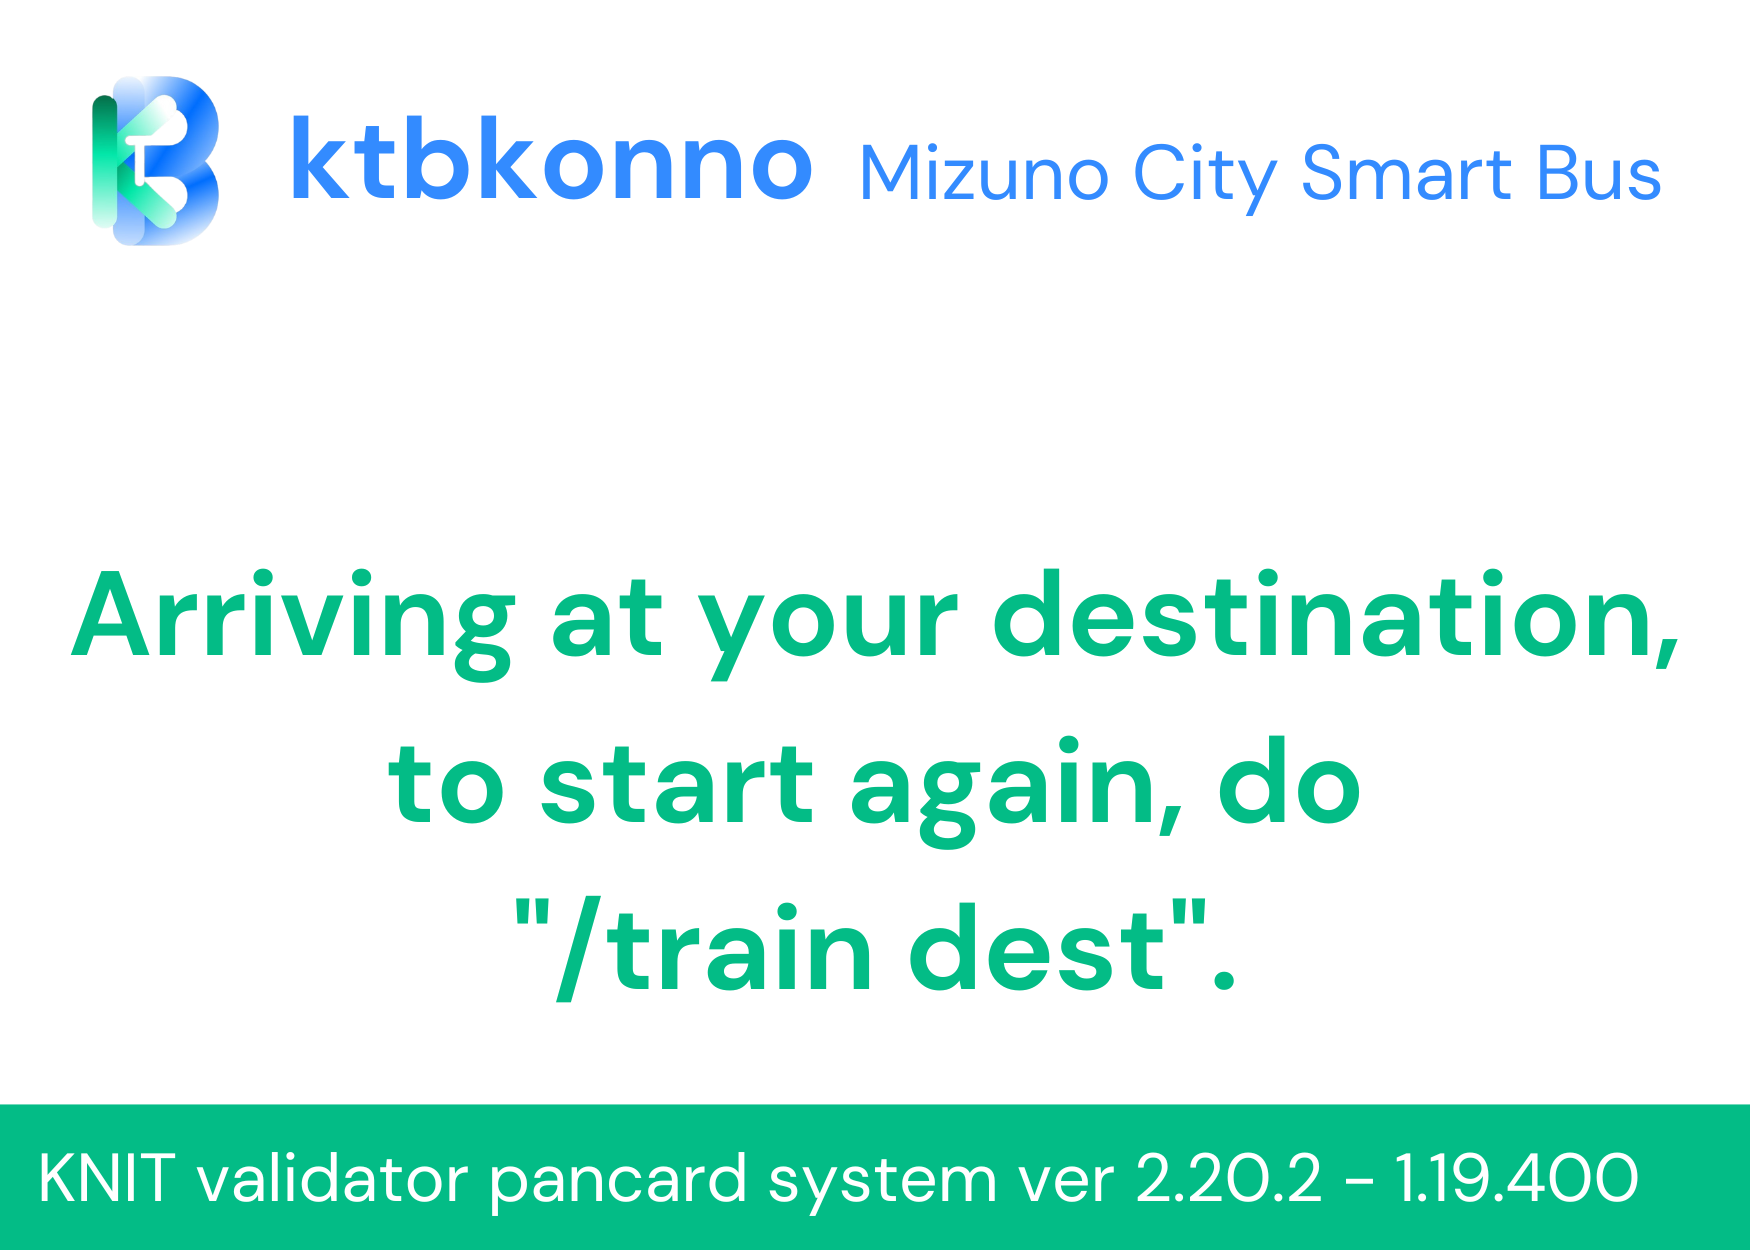 ktbkonno Mizuno City Smart Bus
Arriving at your destination,
to start again, do
"/train dest".
KNIT validator pancard system ver 2.20.2 - 1.19.400